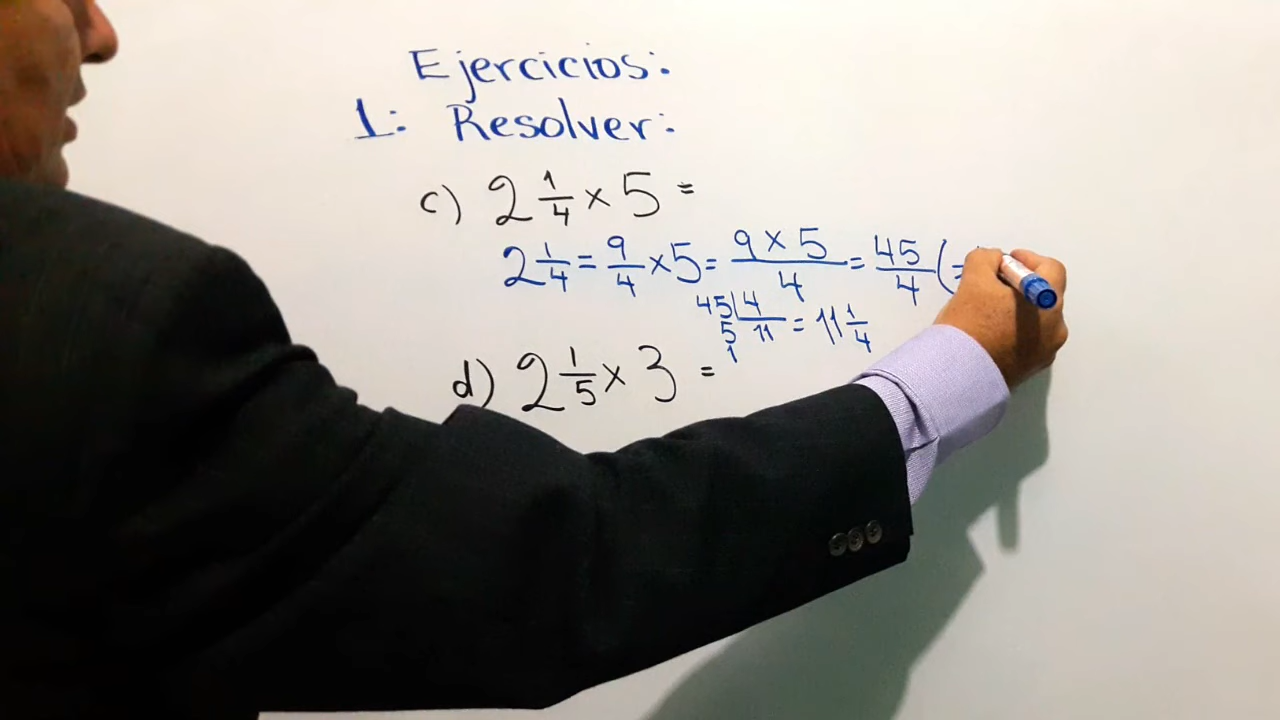 Ejercicios:
1: Resolver:
c) 2 1/4 × 5 =
2 1/4 = 9/4 × 5 = 9 × 5/4 = 45/4 ( =
45 | 4
5 11 = 11 1/4
1
d) 2 1/5 × 3 =